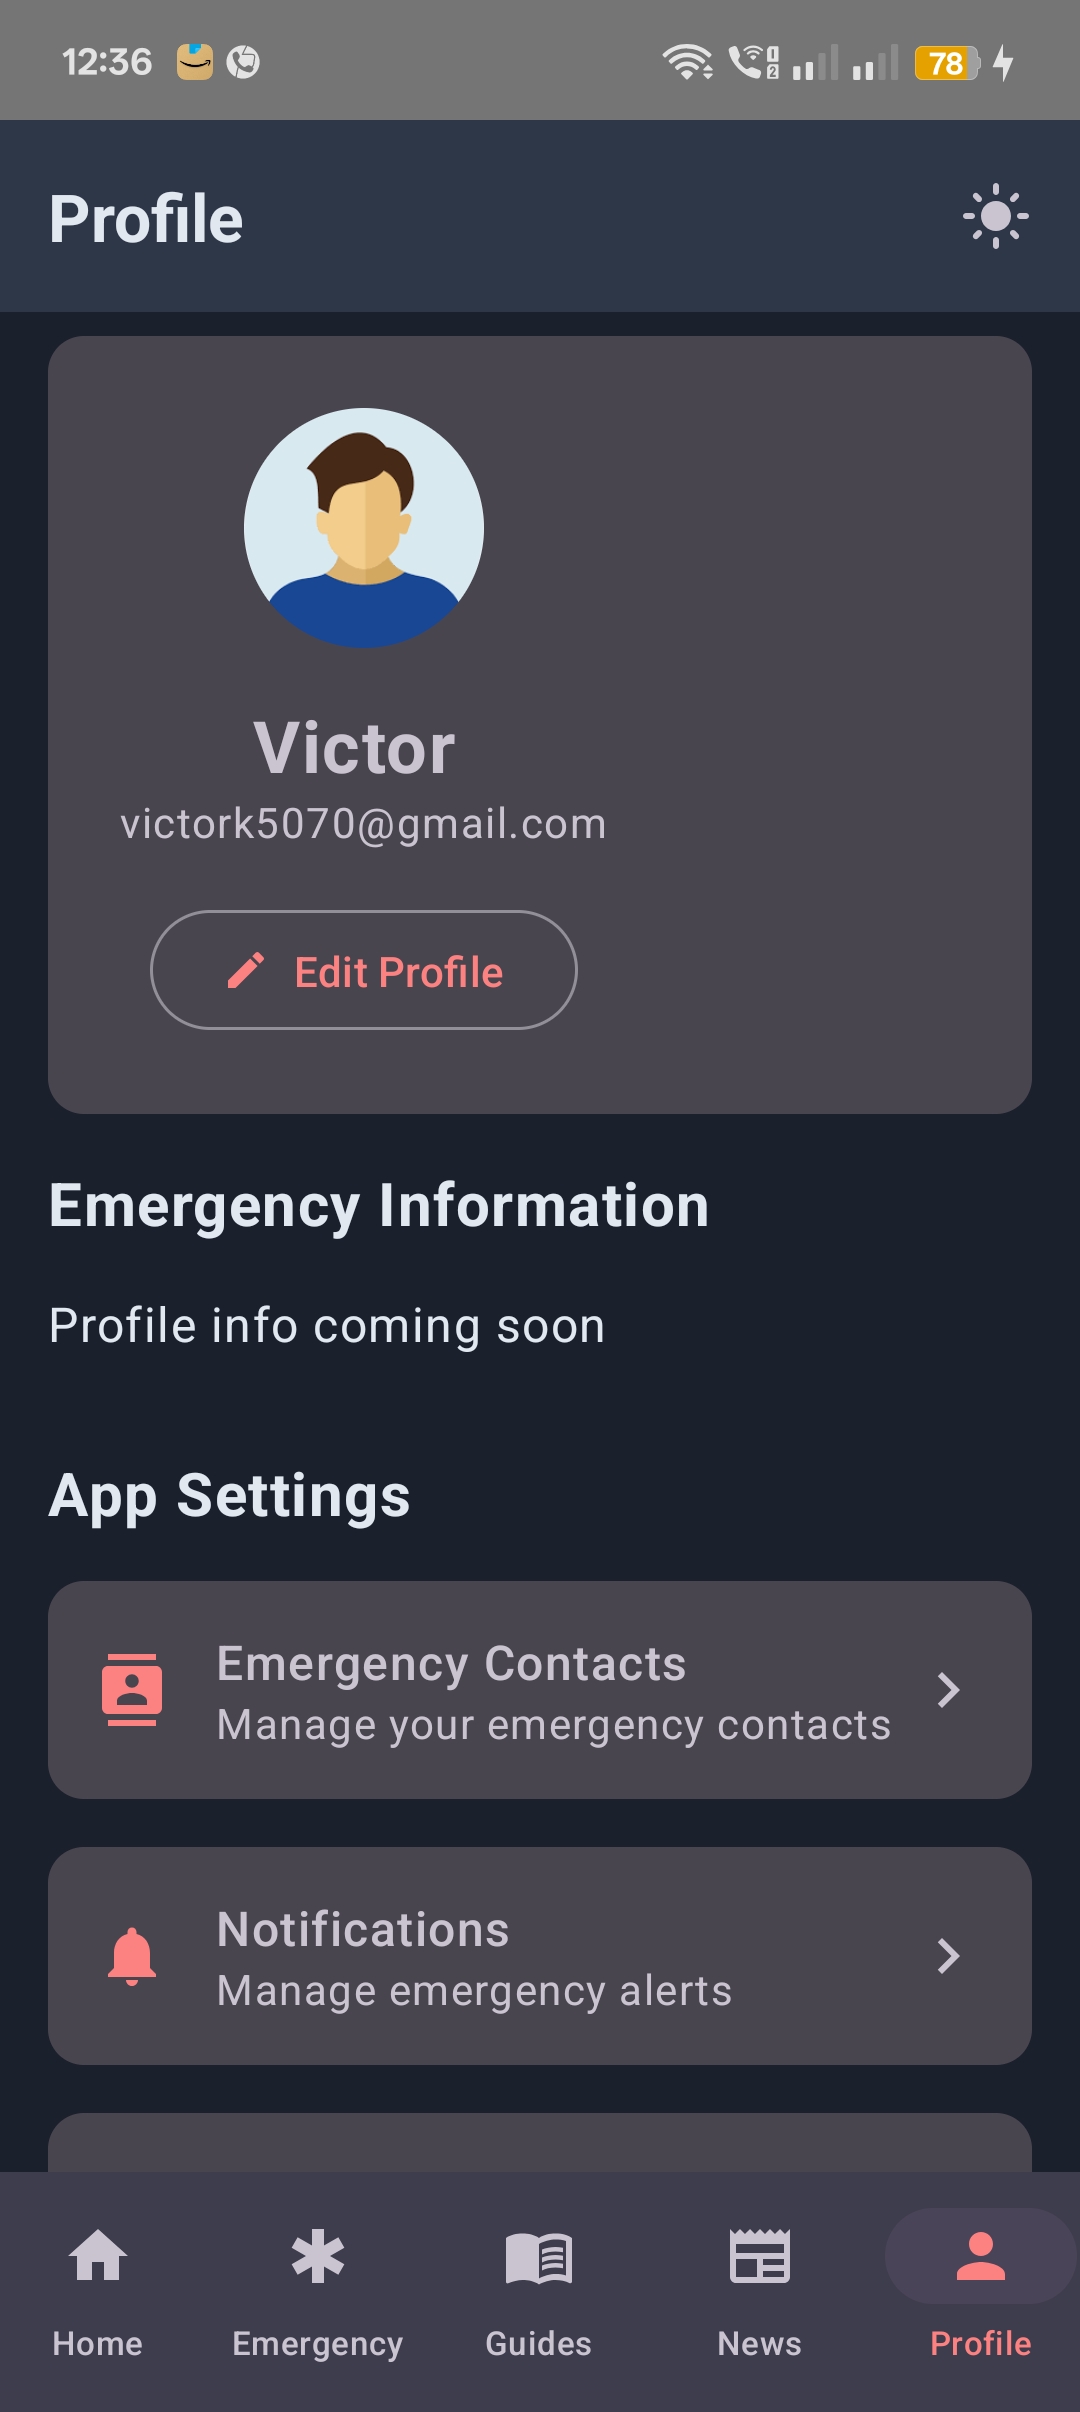 12:36
78
Profile
Victor
victork5070@gmail.com
Edit Profile
Emergency Information
Profile info coming soon
App Settings
Emergency Contacts
Manage your emergency contacts
Notifications
Manage emergency alerts
Home Emergency Guides News Profile